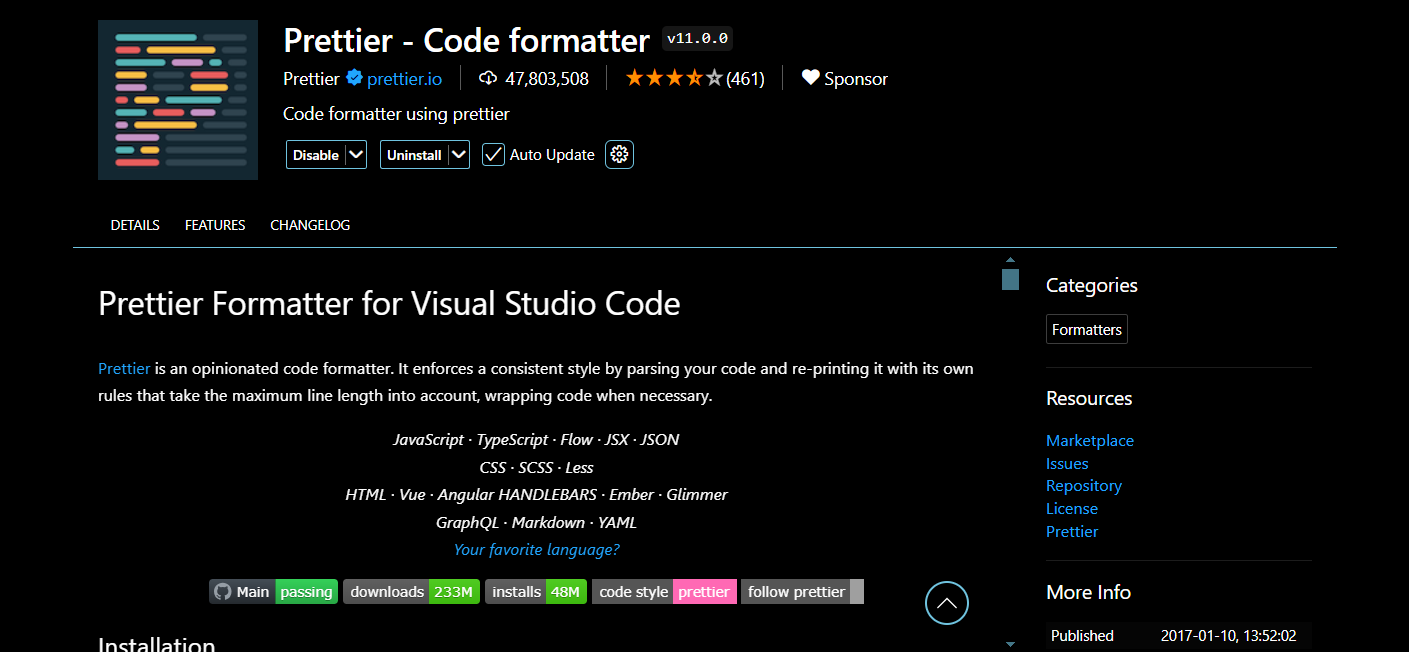 Prettier - Code formatter v11.0.0
Prettier prettier.io 47,803,508 (461) Sponsor
Code formatter using prettier
Disable Uninstall Auto Update
DETAILS FEATURES CHANGELOG
Prettier Formatter for Visual Studio Code
Prettier is an opinionated code formatter. It enforces a consistent style by parsing your code and re-printing it with its own
rules that take the maximum line length into account, wrapping code when necessary.
JavaScript · TypeScript · Flow · JSX · JSON
CSS · SCSS · Less
HTML · Vue · Angular HANDLEBARS · Ember · Glimmer
GraphQL · Markdown · YAML
Your favorite language?
Main passing downloads 233M installs 48M code style prettier follow prettier
Installation
Categories
Formatters
Resources
Marketplace
Issues
Repository
License
Prettier
More Info
Published 2017-01-10, 13:52:02